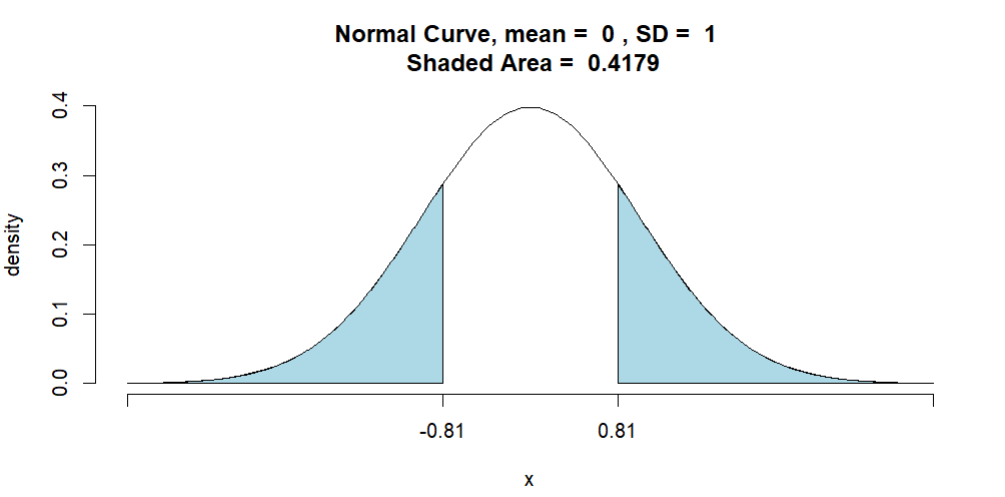 Normal Curve, mean =  0 , SD =  1
Shaded Area =  0.4179
density
0.4
0.3
0.2
0.1
0.0
-0.81
0.81
x